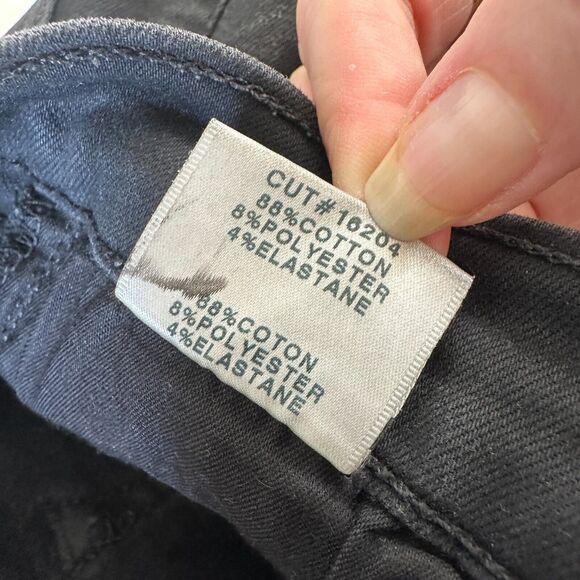 CUT#16204
88%COTTON
8%POLYESTER
4%ELASTANE
88%COTON
8%POLYESTER
4%ELASTANE